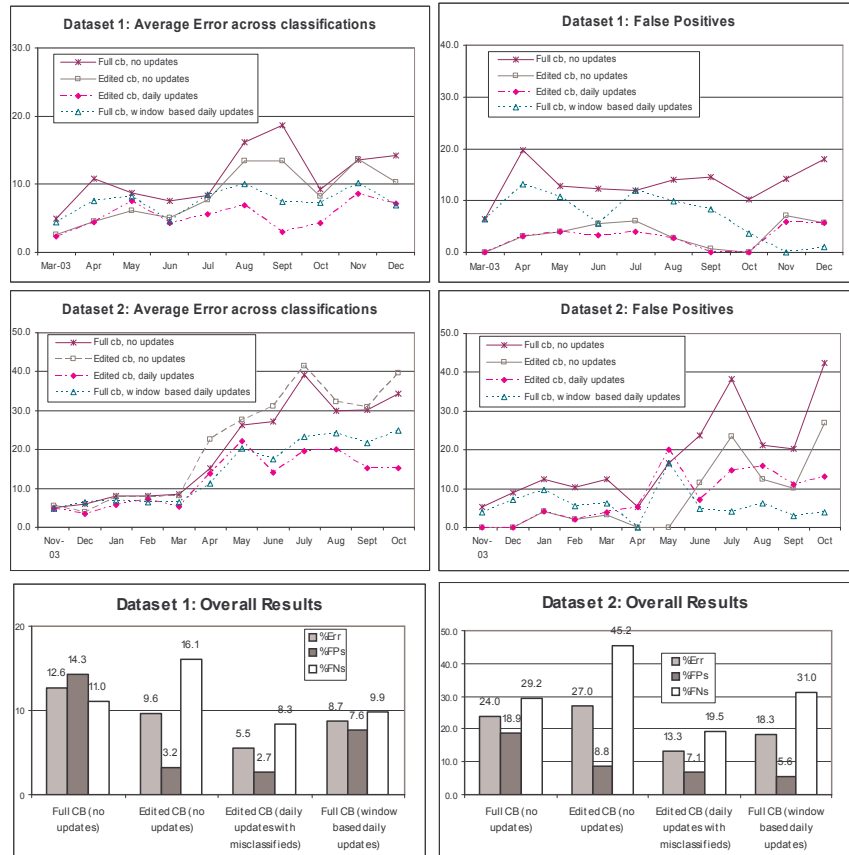 Dataset 1: Average Error across classifications
30.0
20.0
10.0
0.0
Full cb, no updates
Edited cb, no updates
Edited cb, daily updates
Full cb, window based daily updates
Mar-03 Apr May Jun Jul Aug Sept Oct Nov Dec
Dataset 1: False Positives
40.0
30.0
20.0
10.0
0.0
Full cb, no updates
Edited cb, no updates
Edited cb, daily updates
Full cb, window based daily updates
Mar-03 Apr May Jun Jul Aug Sept Oct Nov Dec
Dataset 2: Average Error across classifications
50.0
40.0
30.0
20.0
10.0
0.0
Full cb, no updates
Edited cb, no updates
Edited cb, daily updates
Full cb, window based daily updates
Nov-03 Dec Jan Feb Mar Apr May June July Aug Sept Oct
Dataset 2: False Positives
50.0
40.0
30.0
20.0
10.0
0.0
Full cb, no updates
Edited cb, no updates
Edited cb, daily updates
Full cb, window based daily updates
Nov-03 Dec Jan Feb Mar Apr May June July Aug Sept Oct
Dataset 1: Overall Results
20
10
0
%Err
%FPs
%FNs
12.6 14.3 11.0
9.6 3.2 16.1
5.5 2.7 8.3
8.7 7.6 9.9
Full CB (no updates)
Edited CB (no updates)
Edited CB (daily updates with misclassifieds)
Full CB (window based daily updates)
Dataset 2: Overall Results
50.0
40.0
30.0
20.0
10.0
0.0
%Err
%FPs
%FNs
24.0 18.9 29.2
27.0 8.8 45.2
13.3 7.1 19.5
18.3 5.6 31.0
Full CB (no updates)
Edited CB (no updates)
Edited CB (daily updates with misclassifieds)
Full CB (window based daily updates)